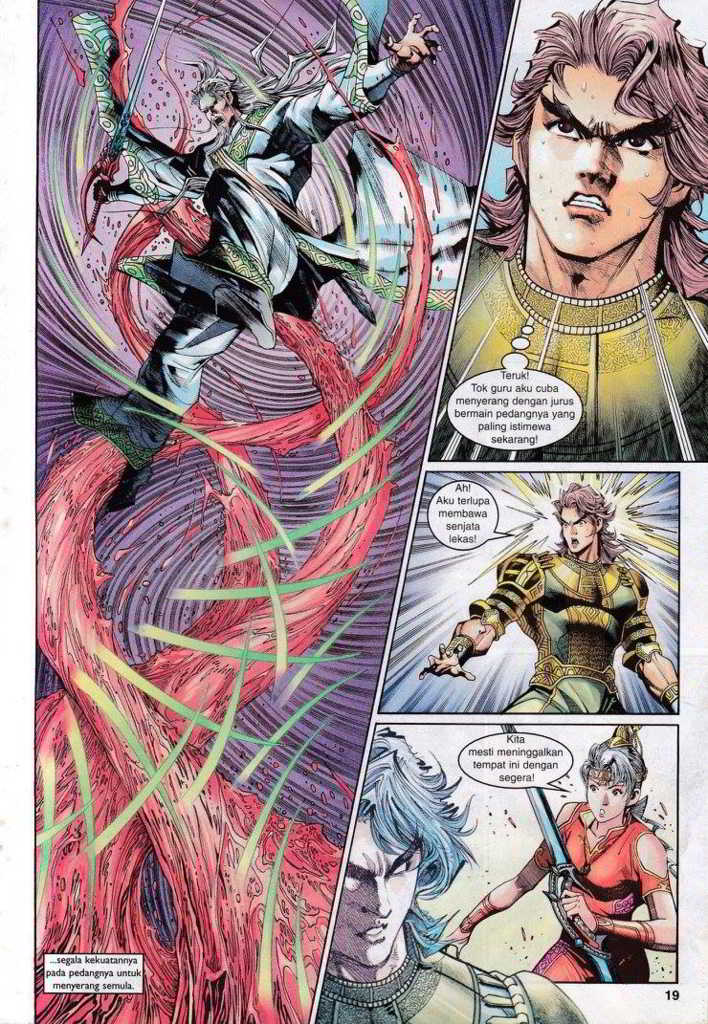 Teruk!
Tok guru aku cuba
menyerang dengan jurus
bermain pedangnya yang
paling istimewa
sekarang!
Ah!
Aku terlupa
membawa
senjata
lekas!
Kita
mesti meninggalkan
tempat ini dengan
segera!
...segala kekuatannya
pada pedangnya untuk
menyerang semula.
19